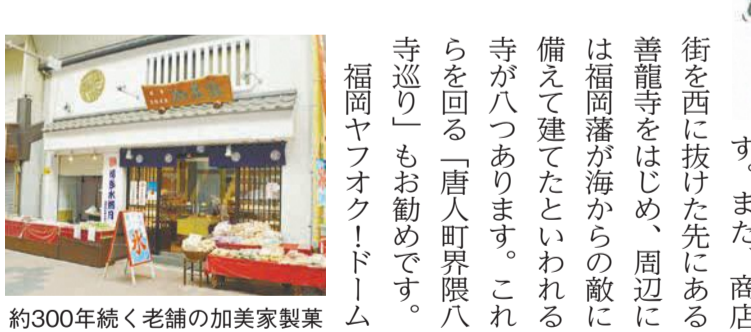 す。また、商店
街を西に抜けた先にある
善龍寺をはじめ、周辺に
は福岡藩が海からの敵に
備えて建てたといわれる
寺が八つあります。これ
らを回る「唐人町界隈八
寺巡り」もお勧めです。
福岡ヤフオク！ドーム
氷
約300年続く老舗の加美家製菓